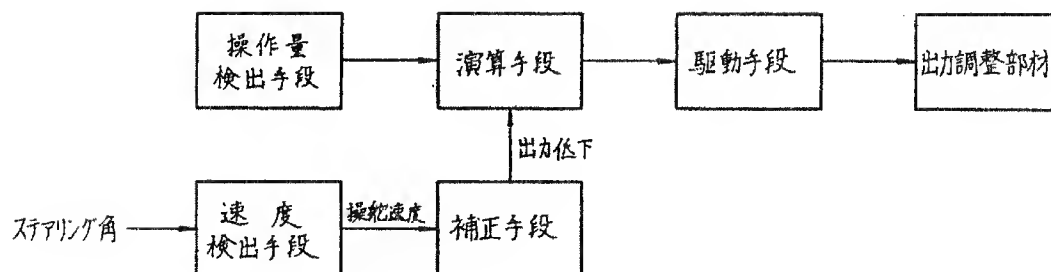 操作量
検出手段
演算手段
駆動手段
出力調整部材
出力低下
ステアリング角
速度
検出手段
操舵速度
補正手段